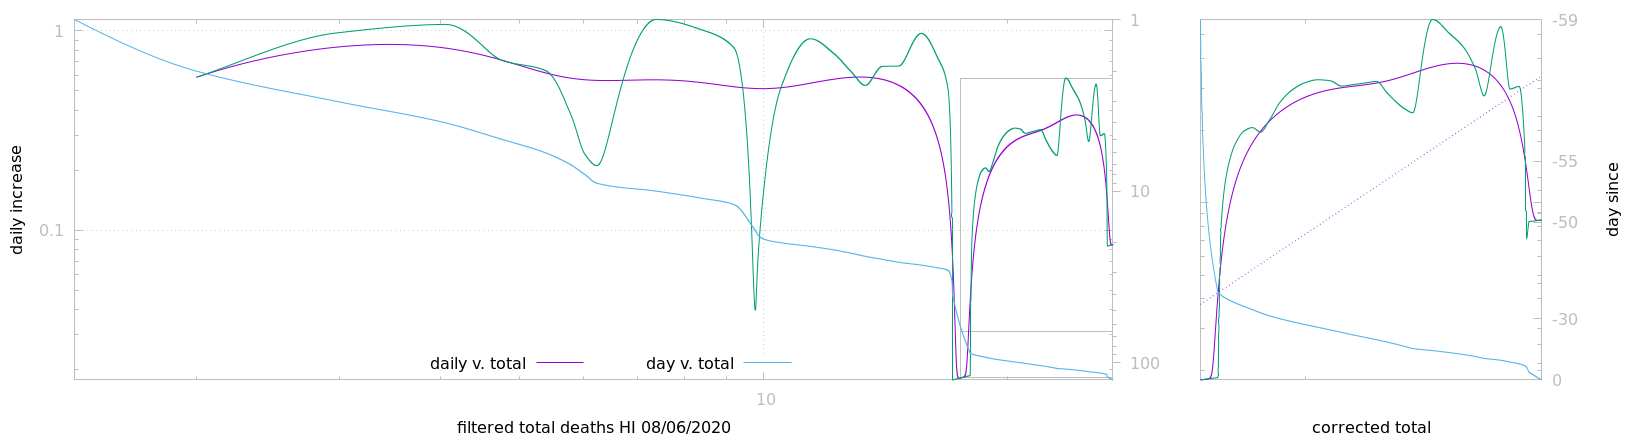 1
0.1
daily increase
daily v. total
day v. total
10
filtered total deaths HI 08/06/2020
1
10
100
-59
-55
-50
-30
0
day since
corrected total